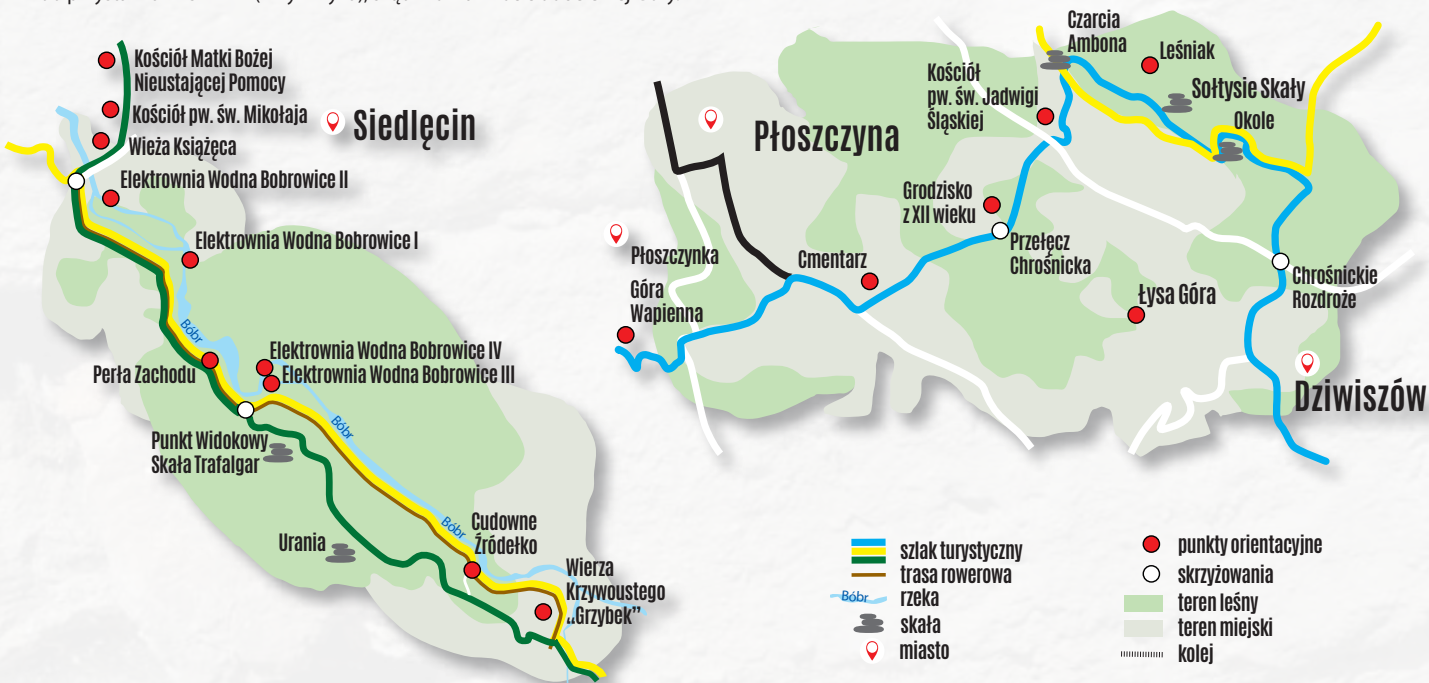 Kościół Matki Bożej
Nieustającej Pomocy
Kościół pw. św. Mikołaja
Siedlęcin
Wieża Książęca
Elektrownia Wodna Bobrowice II
Elektrownia Wodna Bobrowice I
Bóbr
Perła Zachodu
Elektrownia Wodna Bobrowice IV
Elektrownia Wodna Bobrowice III
Bóbr
Punkt Widokowy
Skała Trafalgar
Urania
Bóbr
Cudowne
Źródełko
Wierza
Krzywoustego
„Grzybek”
Czarcia
Ambona
Leśniak
Kościół
pw. św. Jadwigi
Śląskiej
Sołtysie Skały
Okole
Płoszczyna
Grodzisko
z XII wieku
Przełęcz
Chrośnicka
Płoszczynka
Cmentarz
Góra
Wapienna
Chrośnickie
Rozdroże
Łysa Góra
Dziwiszów
szlak turystyczny
trasa rowerowa
Bóbr rzeka
skała
miasto
punkty orientacyjne
skrzyżowania
teren leśny
teren miejski
kolej